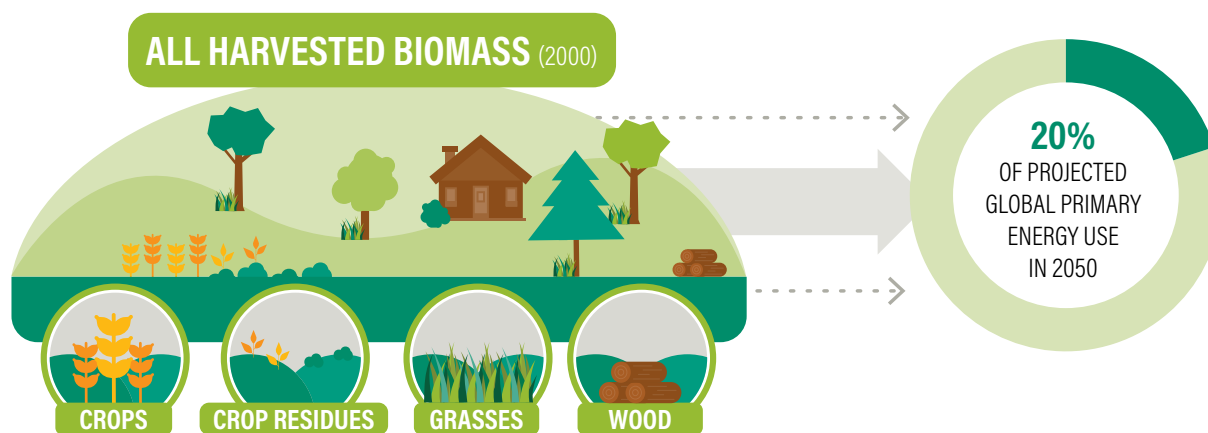 ALL HARVESTED BIOMASS (2000)
20%
OF PROJECTED
GLOBAL PRIMARY
ENERGY USE
IN 2050
CROPS
CROP RESIDUES
GRASSES
WOOD